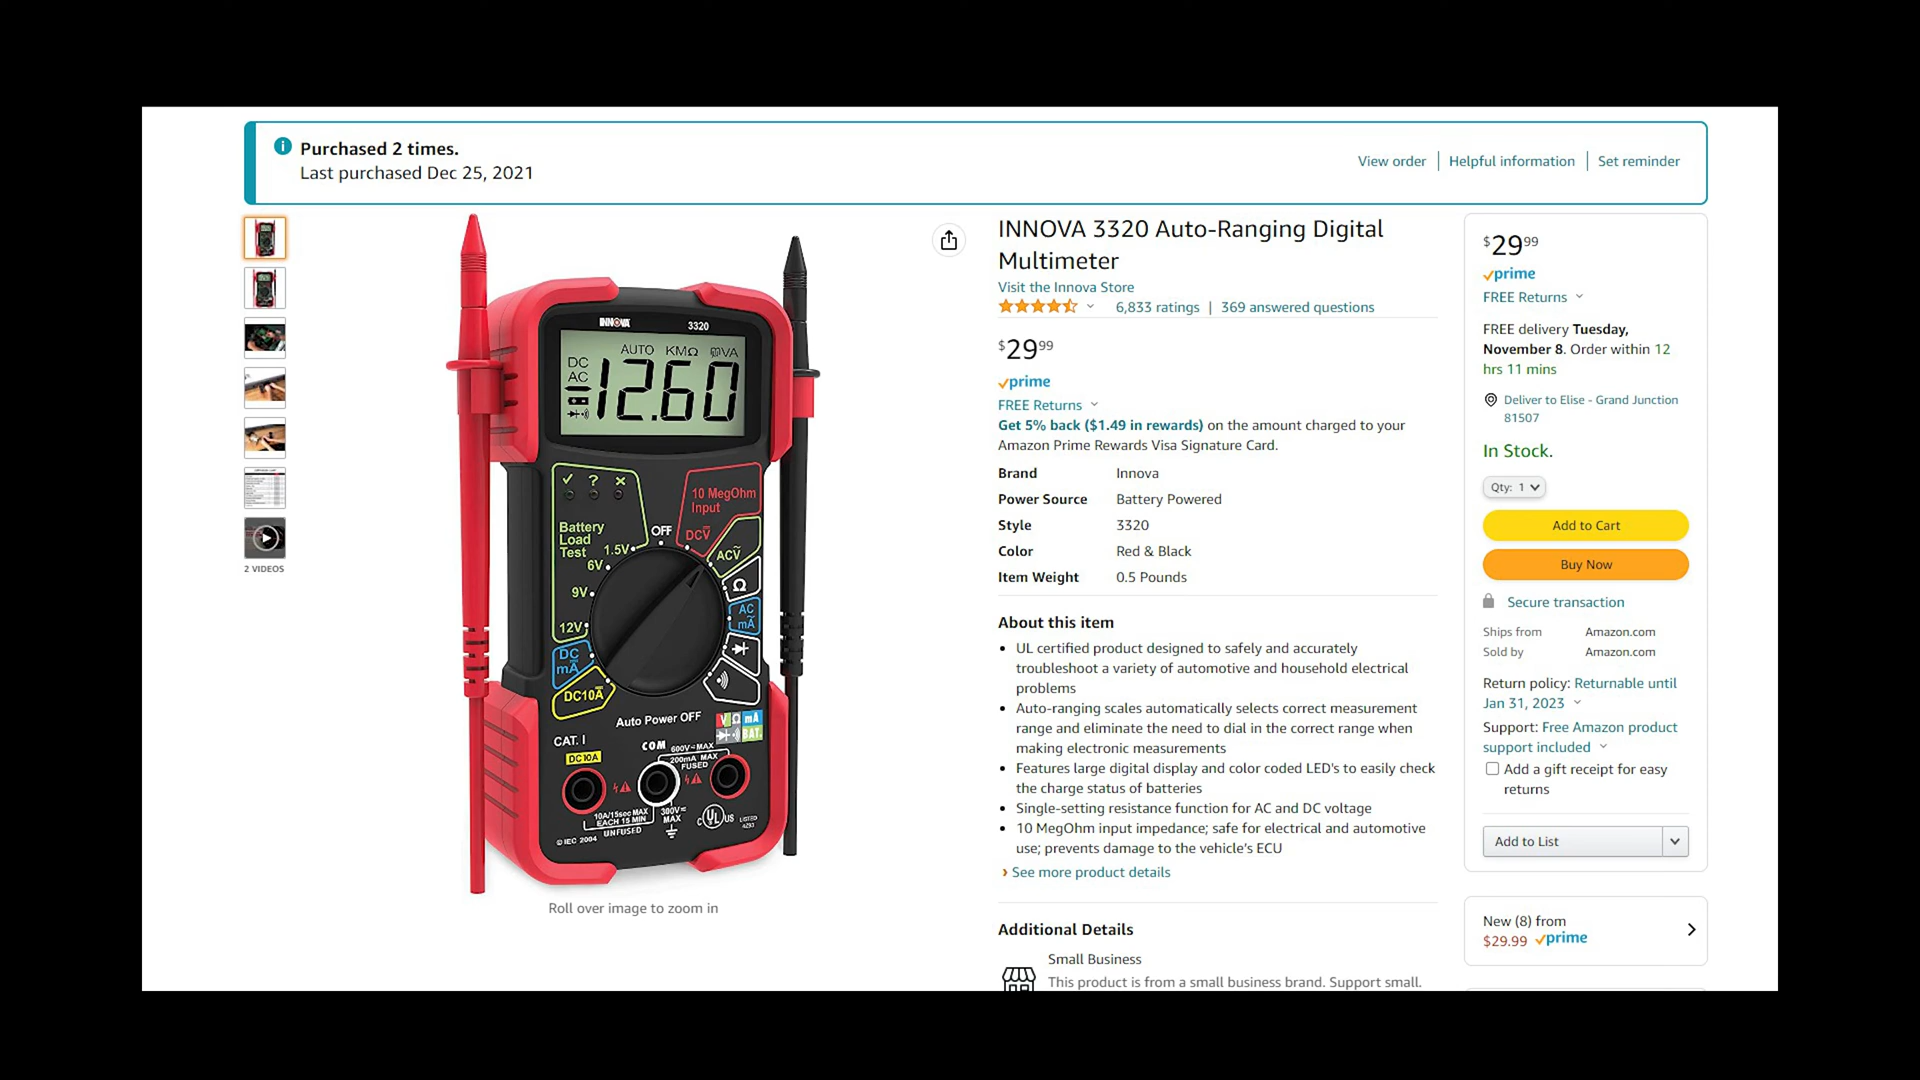 Purchased 2 times.
Last purchased Dec 25, 2021
View order
Helpful information
Set reminder
2 VIDEOS
INNOVA
3320
AUTO KMΩ
VA
DC
AC
12.60
✓ ? ✗
Battery
Load
Test
1.5V
6V
9V
12V
OFF
10 MegOhm
Input
DCV
ACV
Ω
AC
mA
DC
mA
DC10A
Auto Power OFF
V Ω mA
BAT.
CAT. I
DC10A
COM
600V MAX
200mA MAX
FUSED
10A/15sec MAX
EACH 15 MIN
UNFUSED
300V
MAX
© IEC 2004
C UL US LISTED
Roll over image to zoom in
INNOVA 3320 Auto-Ranging Digital
Multimeter
Visit the Innova Store
6,833 ratings | 369 answered questions
$29 99
prime
FREE Returns
Get 5% back ($1.49 in rewards) on the amount charged to your
Amazon Prime Rewards Visa Signature Card.
Brand Innova
Power Source Battery Powered
Style 3320
Color Red & Black
Item Weight 0.5 Pounds
About this item
• UL certified product designed to safely and accurately
troubleshoot a variety of automotive and household electrical
problems
• Auto-ranging scales automatically selects correct measurement
range and eliminate the need to dial in the correct range when
making electronic measurements
• Features large digital display and color coded LED's to easily check
the charge status of batteries
• Single-setting resistance function for AC and DC voltage
• 10 MegOhm input impedance; safe for electrical and automotive
use; prevents damage to the vehicle's ECU
› See more product details
Additional Details
Small Business
This product is from a small business brand. Support small.
$29 99
prime
FREE Returns
FREE delivery Tuesday,
November 8. Order within 12
hrs 11 mins
Deliver to Elise - Grand Junction
81507
In Stock.
Qty: 1
Add to Cart
Buy Now
Secure transaction
Ships from Amazon.com
Sold by Amazon.com
Return policy: Returnable until
Jan 31, 2023
Support: Free Amazon product
support included
Add a gift receipt for easy
returns
Add to List
New (8) from
$29.99 prime